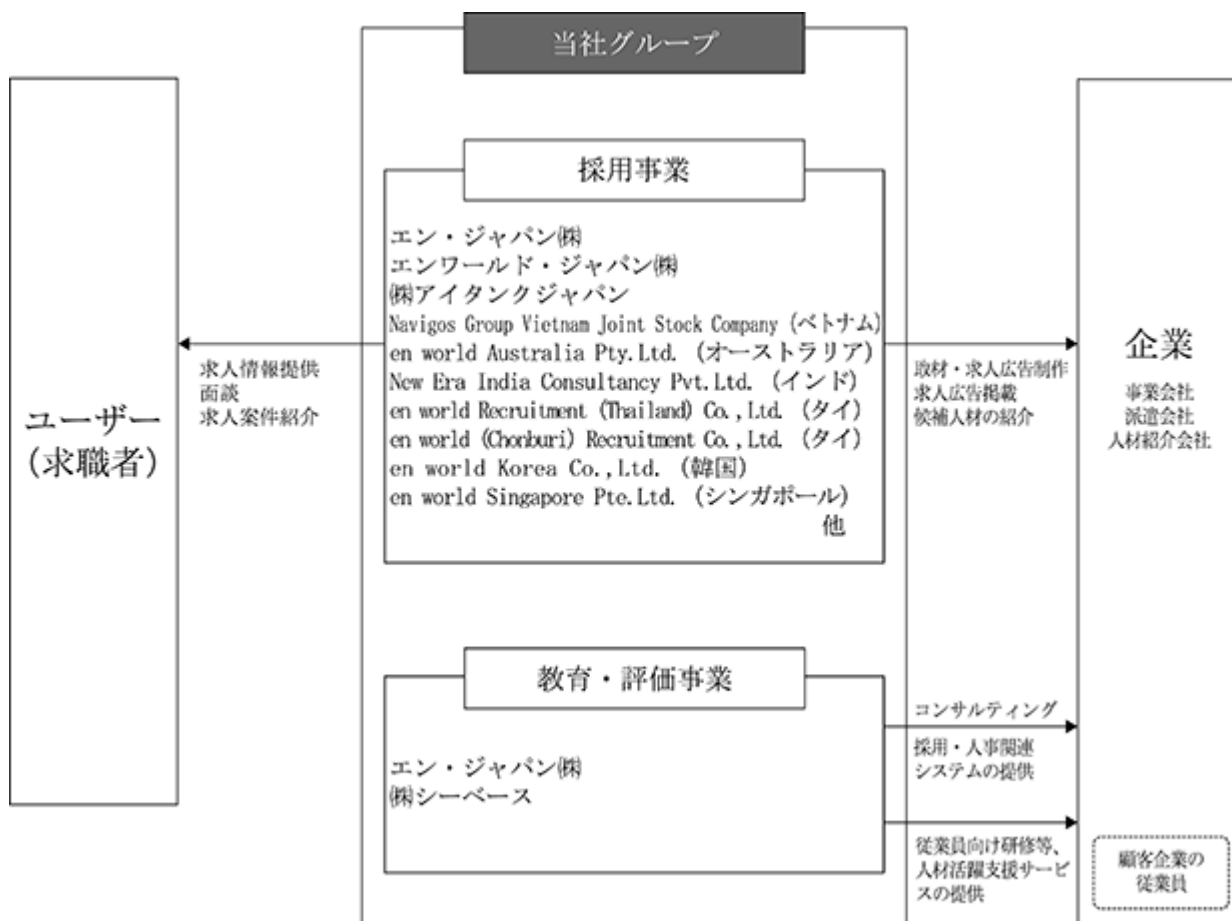 当社グループ
ユーザー
(求職者)
求人情報提供
面談
求人案件紹介
採用事業
エン・ジャパン㈱
エンワールド・ジャパン㈱
㈱アイタンクジャパン
Navigos Group Vietnam Joint Stock Company (ベトナム)
en world Australia Pty.Ltd. (オーストラリア)
New Era India Consultancy Pvt.Ltd. (インド)
en world Recruitment (Thailand) Co.,Ltd. (タイ)
en world (Chonburi) Recruitment Co.,Ltd. (タイ)
en world Korea Co.,Ltd. (韓国)
en world Singapore Pte.Ltd. (シンガポール)
他
取材・求人広告制作
求人広告掲載
候補人材の紹介
企業
事業会社
派遣会社
人材紹介会社
教育・評価事業
エン・ジャパン㈱
㈱シーベース
コンサルティング
採用・人事関連
システムの提供
従業員向け研修等、
人材活躍支援サービ
スの提供
顧客企業の
従業員